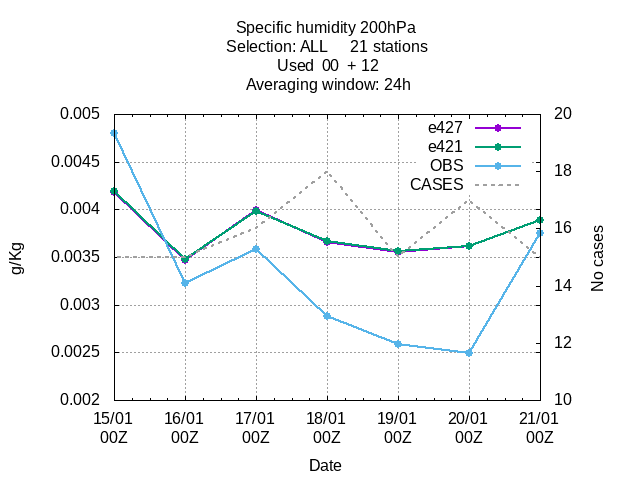 Specific humidity 200hPa
Selection: ALL     21 stations
Used  00  + 12
Averaging window: 24h
0.005
0.0045
0.004
0.0035
0.003
0.0025
0.002
g/Kg
e427
e421
OBS
CASES
20
18
16
14
12
10
No cases
15/01 16/01 17/01 18/01 19/01 20/01 21/01
00Z 00Z 00Z 00Z 00Z 00Z 00Z
Date